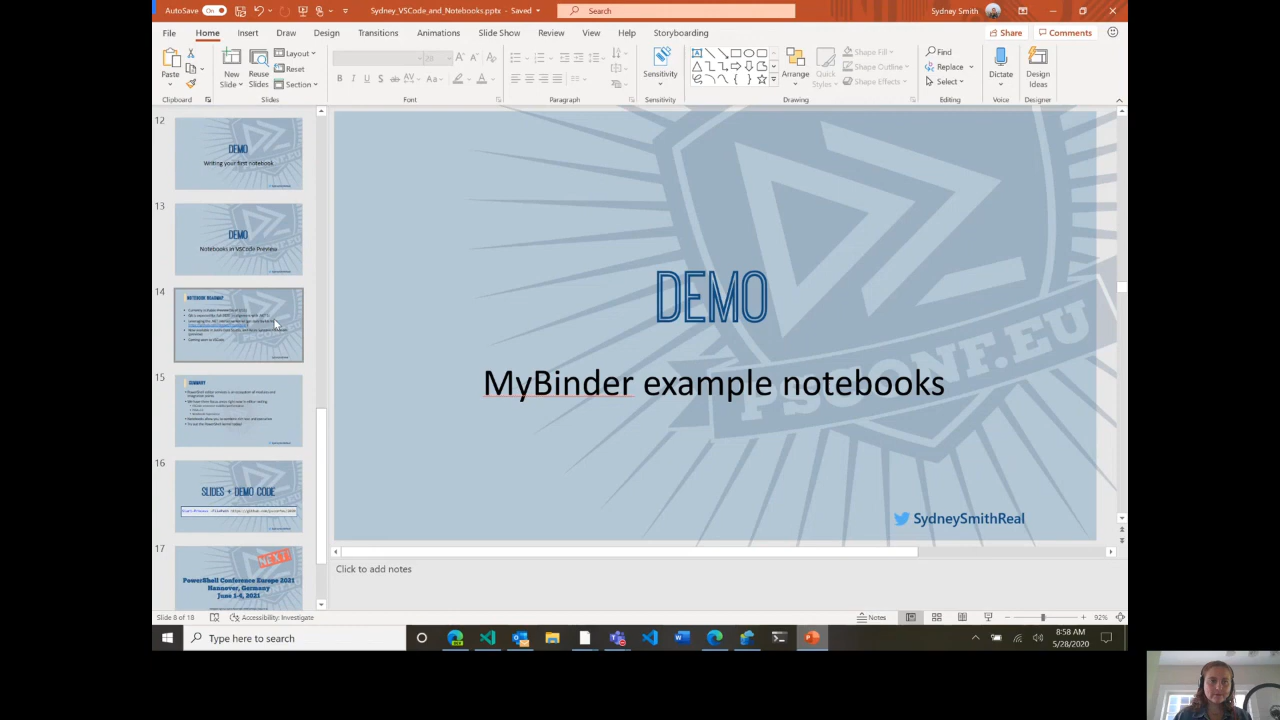 AutoSave On
Sydney_VSCode_and_Notebooks.pptx - Saved
Search
Sydney Smith
File Home Insert Draw Design Transitions Animations Slide Show Review View Help Storyboarding
Share Comments
Paste
New Slide
Reuse Slides
Layout
Reset
Section
Sensitivity
Arrange
Quick Styles
Shape Fill
Shape Outline
Shape Effects
Find
Replace
Select
Dictate
Design Ideas
Clipboard Slides Font Paragraph Sensitivity Drawing Editing Voice Designer
12
DEMO
Writing your first notebook
13
DEMO
Notebooks in VSCode Preview
14
NOTEBOOK ROADMAP
15
SUMMARY
16
SLIDES + DEMO CODE
17
NEXT!
PowerShell Conference Europe 2021
Hannover, Germany
June 1-4, 2021
DEMO
MyBinder example notebooks
SydneySmithReal
Click to add notes
Slide 8 of 18
Accessibility: Investigate
Notes
92%
Type here to search
8:58 AM
5/28/2020